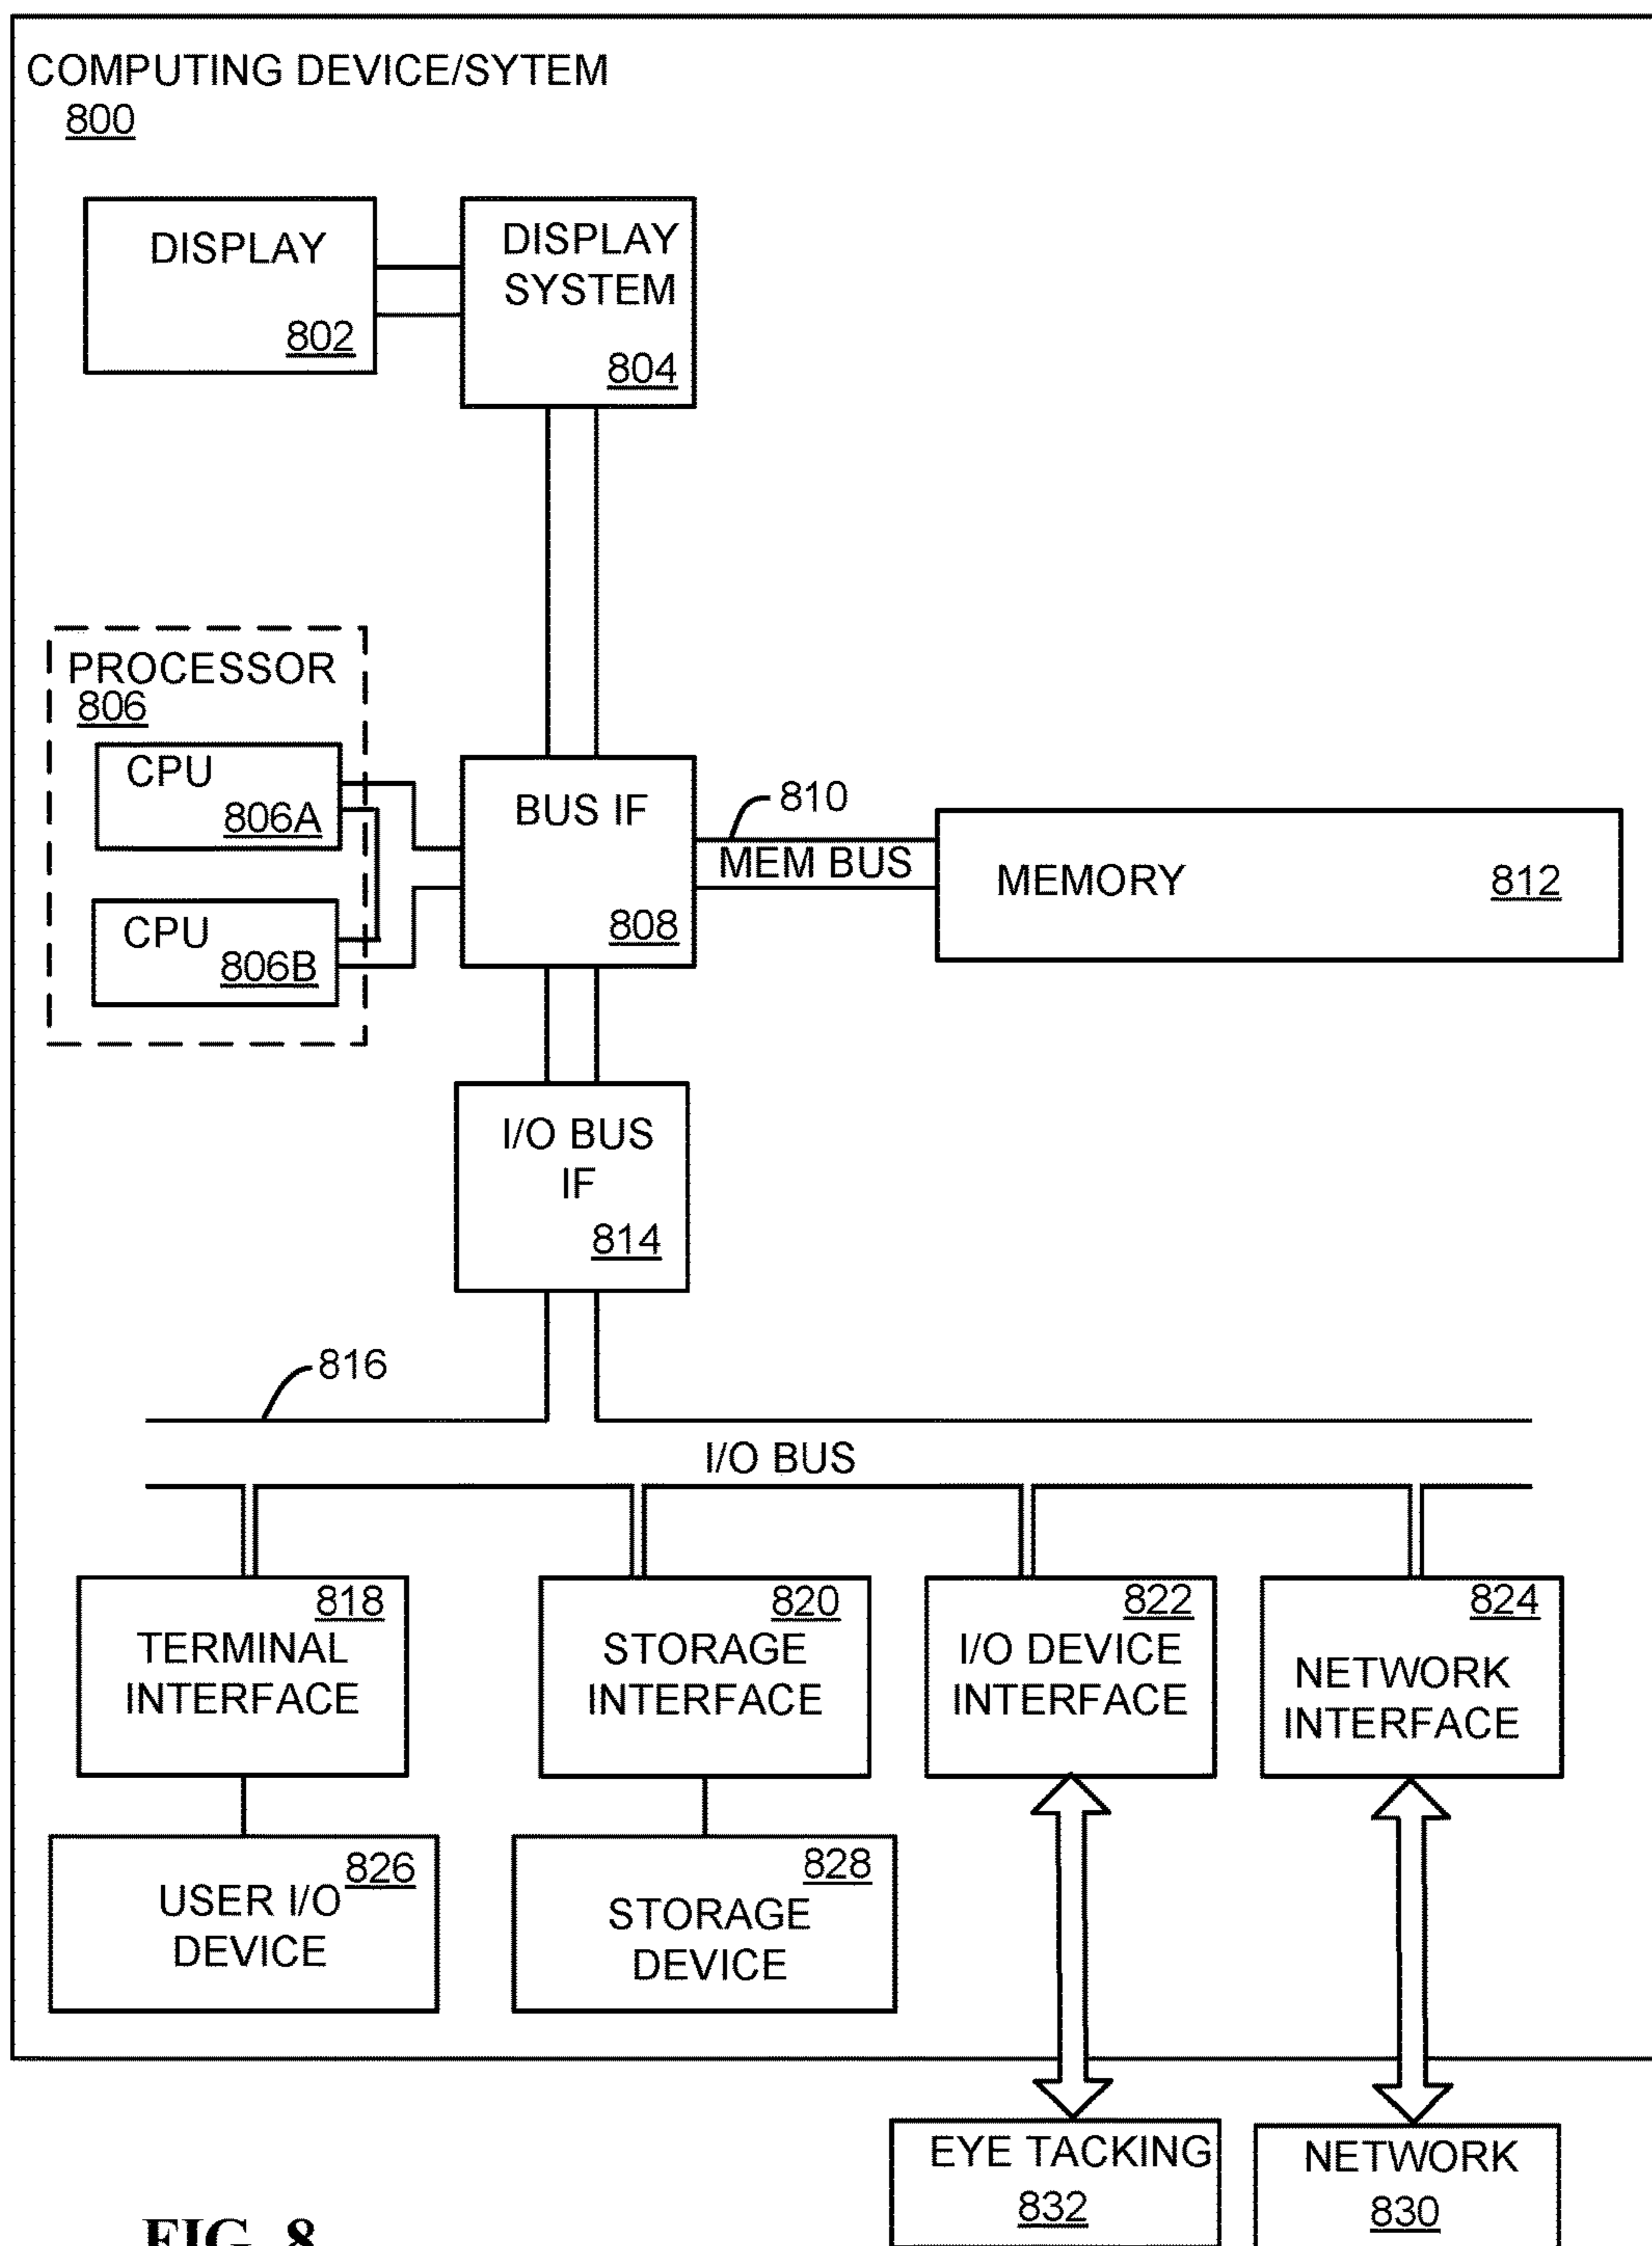 COMPUTING DEVICE/SYTEM
800
DISPLAY
802
DISPLAY
SYSTEM
804
PROCESSOR
806
CPU
806A
CPU
806B
BUS IF
808
810
MEM BUS
MEMORY
812
I/O BUS
IF
814
816
I/O BUS
818
TERMINAL
INTERFACE
820
STORAGE
INTERFACE
822
I/O DEVICE
INTERFACE
824
NETWORK
INTERFACE
826
USER I/O
DEVICE
828
STORAGE
DEVICE
EYE TACKING
832
NETWORK
830
FIG. 8